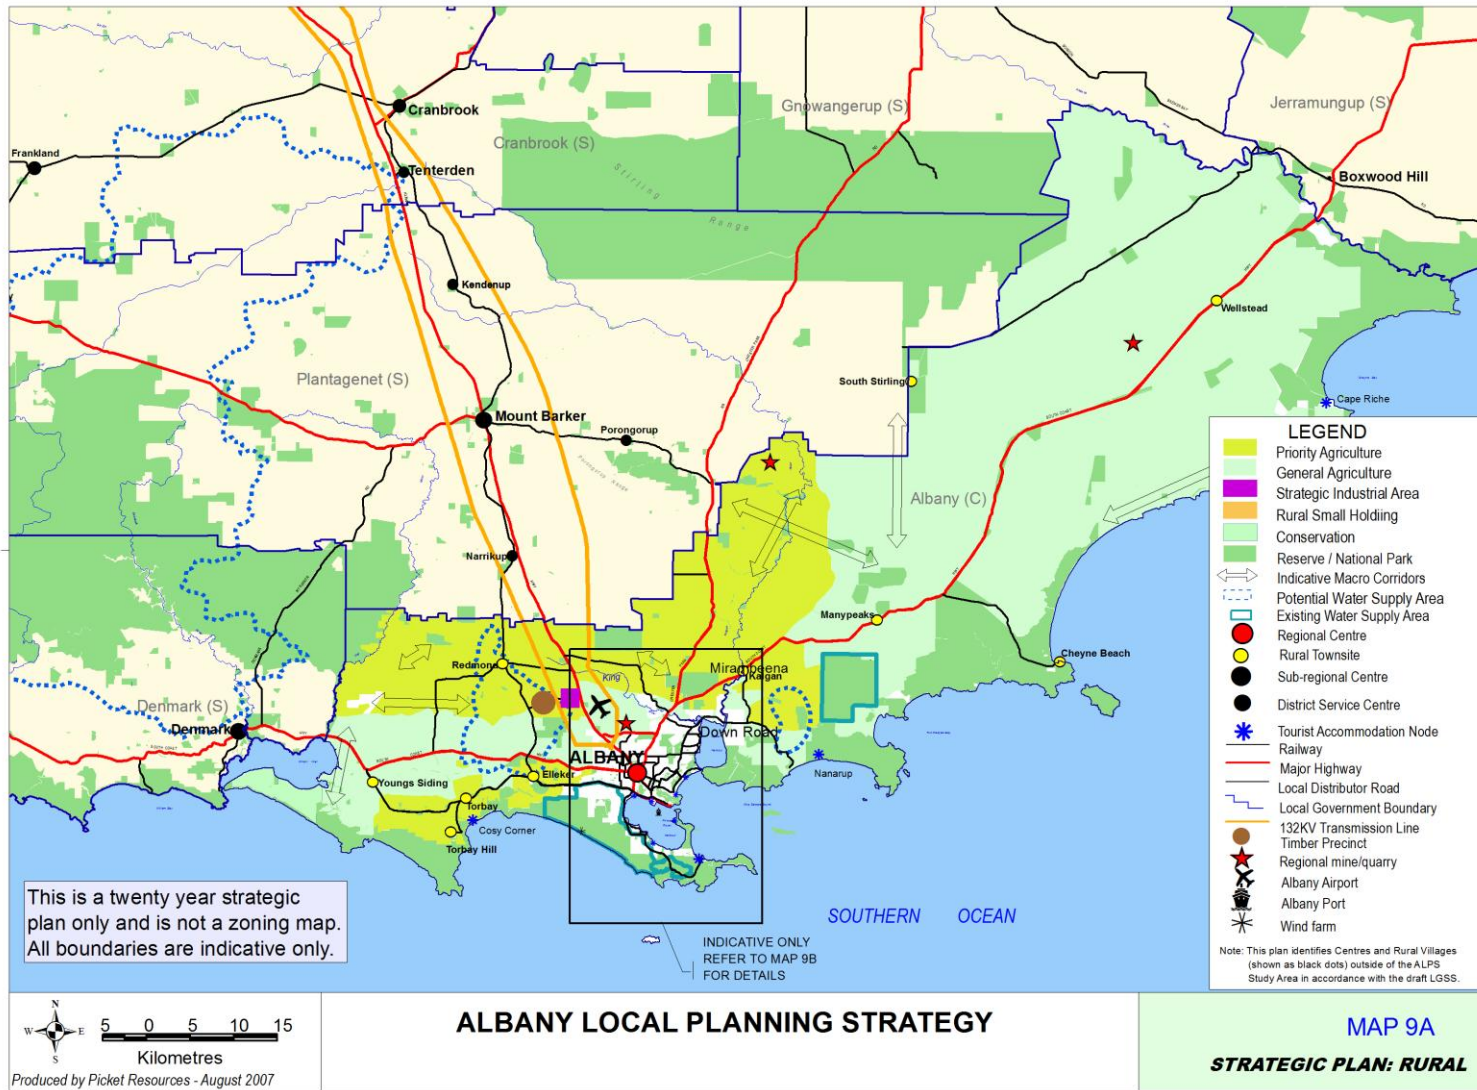 Cranbrook
Gnowangerup (S)
Jerramungup (S)
Cranbrook (S)
Frankland
Tenterden
Stirling
Range
Boxwood Hill
Kendenup
Wellstead
Plantagenet (S)
South Stirling
Mount Barker
Cape Riche
Porongorup
Porongorup Range
Albany (C)
Narrikup
Manypeaks
Cheyne Beach
Redmond
Mirambeena
Kalgan
King
Denmark (S)
Denmark
Down Road
ALBANY
Nanarup
Youngs Siding
Elleker
Torbay
Cosy Corner
Torbay Hill
SOUTHERN OCEAN
LEGEND
Priority Agriculture
General Agriculture
Strategic Industrial Area
Rural Small Holdiing
Conservation
Reserve / National Park
Indicative Macro Corridors
Potential Water Supply Area
Existing Water Supply Area
Regional Centre
Rural Townsite
Sub-regional Centre
District Service Centre
Tourist Accommodation Node
Railway
Major Highway
Local Distributor Road
Local Government Boundary
132KV Transmission Line
Timber Precinct
Regional mine/quarry
Albany Airport
Albany Port
Wind farm
Note: This plan identifies Centres and Rural Villages
(shown as black dots) outside of the ALPS
Study Area in accordance with the draft LGSS.
This is a twenty year strategic
plan only and is not a zoning map.
All boundaries are indicative only.
INDICATIVE ONLY
REFER TO MAP 9B
FOR DETAILS
N
W E
S
5 0 5 10 15
Kilometres
Produced by Picket Resources - August 2007
ALBANY LOCAL PLANNING STRATEGY
MAP 9A
STRATEGIC PLAN: RURAL